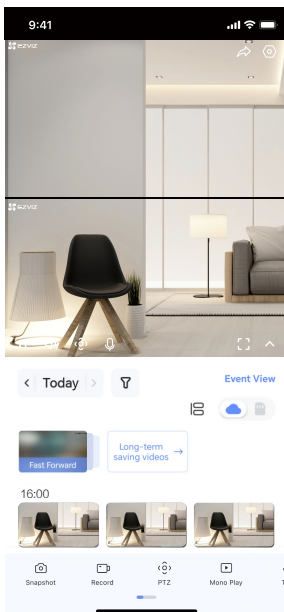 9:41
EZVIZ
EZVIZ
Today
Event View
Fast Forward
Long-term
saving videos
16:00
Snapshot
Record
PTZ
Mono Play